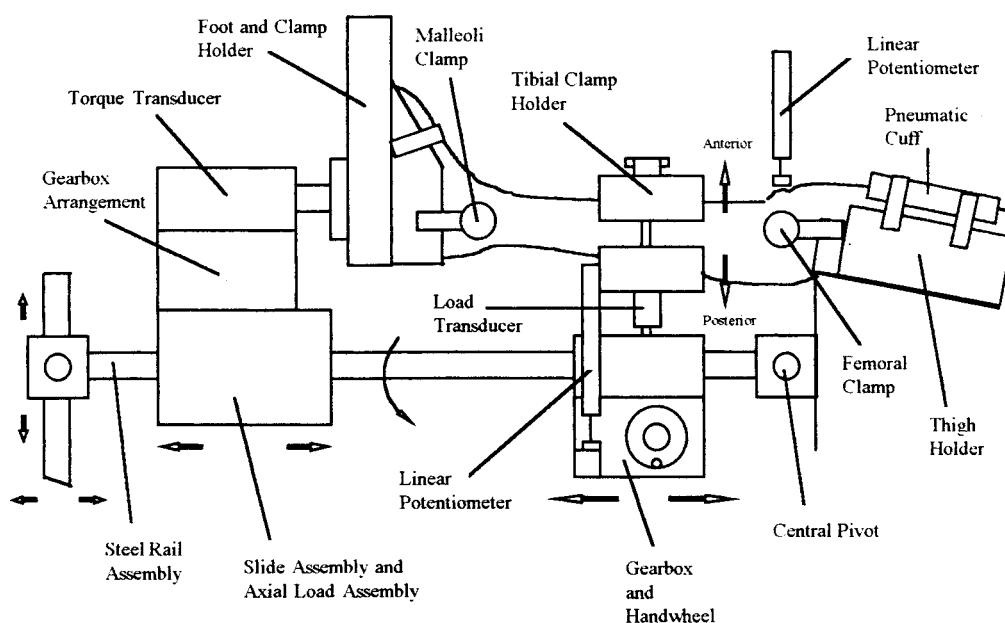 Foot and Clamp
Holder
Malleoli
Clamp
Linear
Potentiometer
Tibial Clamp
Holder
Torque Transducer
Pneumatic
Cuff
Anterior
Gearbox
Arrangement
Load
Transducer
Posterior
Femoral
Clamp
Thigh
Holder
Linear
Potentiometer
Central Pivot
Steel Rail
Assembly
Slide Assembly and
Axial Load Assembly
Gearbox
and
Handwheel